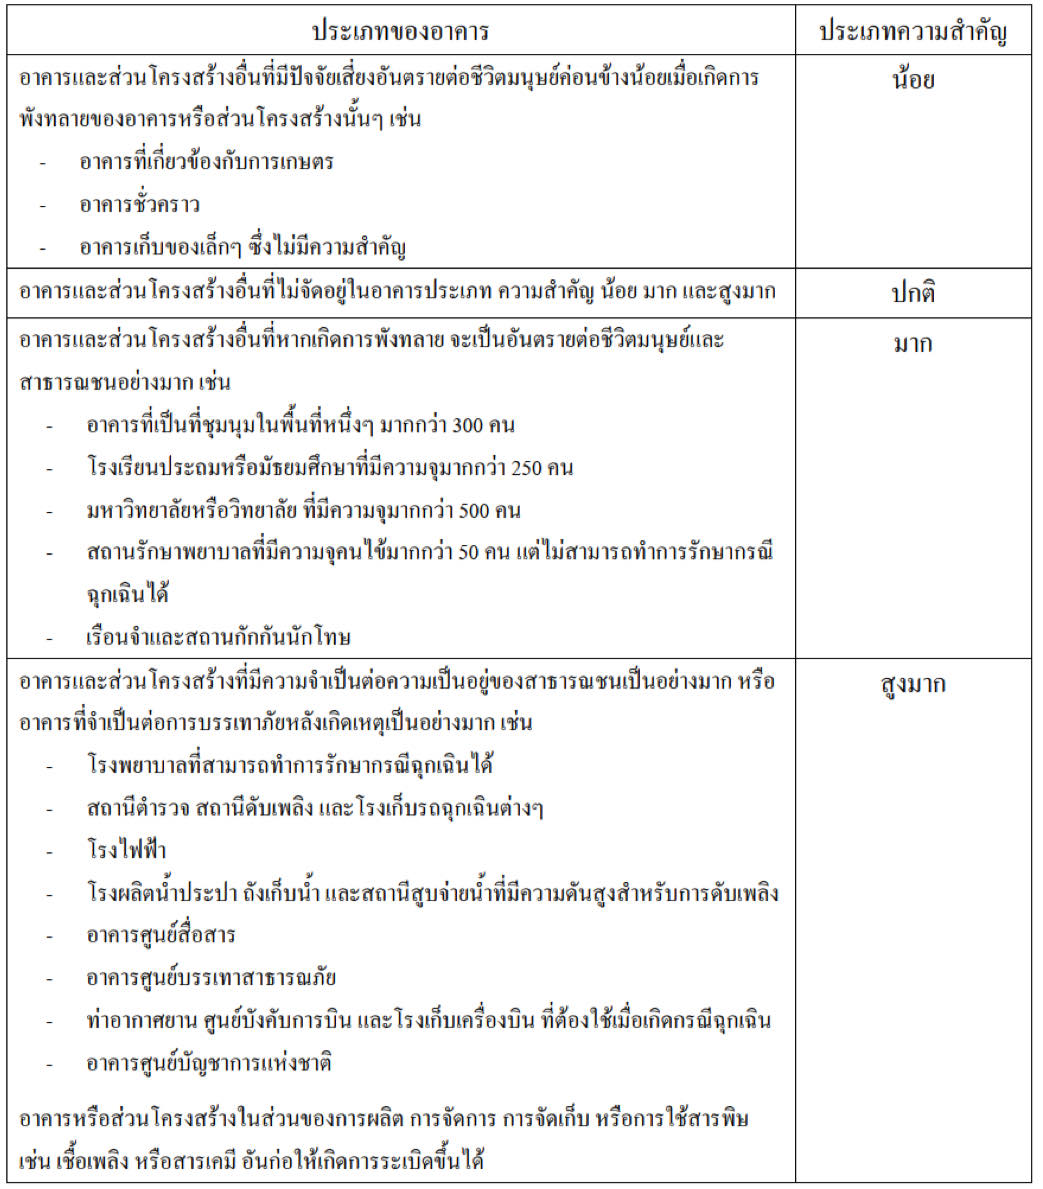 ประเภทของอาคาร ประเภทความสำคัญ
อาคารและส่วนโครงสร้างอื่นที่มีปัจจัยเสี่ยงอันตรายต่อชีวิตมนุษย์ค่อนข้างน้อยเมื่อเกิดการ น้อย
พังทลายของอาคารหรือส่วนโครงสร้างนั้นๆ เช่น
- อาคารที่เกี่ยวข้องกับการเกษตร
- อาคารชั่วคราว
- อาคารเก็บของเล็กๆ ซึ่งไม่มีความสำคัญ
อาคารและส่วนโครงสร้างอื่นที่ไม่จัดอยู่ในอาคารประเภท ความสำคัญ น้อย มาก และสูงมาก ปกติ
อาคารและส่วนโครงสร้างอื่นที่หากเกิดการพังทลาย จะเป็นอันตรายต่อชีวิตมนุษย์และ มาก
สาธารณชนอย่างมาก เช่น
- อาคารที่เป็นที่ชุมนุมในพื้นที่หนึ่งๆ มากกว่า 300 คน
- โรงเรียนประถมหรือมัธยมศึกษาที่มีความจุมากกว่า 250 คน
- มหาวิทยาลัยหรือวิทยาลัย ที่มีความจุมากกว่า 500 คน
- สถานรักษาพยาบาลที่มีความจุคนไข้มากกว่า 50 คน แต่ไม่สามารถทำการรักษากรณี
ฉุกเฉินได้
- เรือนจำและสถานกักกันนักโทษ
อาคารและส่วนโครงสร้างที่มีความจำเป็นต่อความเป็นอยู่ของสาธารณชนเป็นอย่างมาก หรือ สูงมาก
อาคารที่จำเป็นต่อการบรรเทาภัยหลังเกิดเหตุเป็นอย่างมาก เช่น
- โรงพยาบาลที่สามารถทำการรักษากรณีฉุกเฉินได้
- สถานีตำรวจ สถานีดับเพลิง และโรงเก็บรถฉุกเฉินต่างๆ
- โรงไฟฟ้า
- โรงผลิตน้ำประปา ถังเก็บน้ำ และสถานีสูบจ่ายน้ำที่มีความดันสูงสำหรับการดับเพลิง
- อาคารศูนย์สื่อสาร
- อาคารศูนย์บรรเทาสาธารณภัย
- ท่าอากาศยาน ศูนย์บังคับการบิน และโรงเก็บเครื่องบิน ที่ต้องใช้เมื่อเกิดกรณีฉุกเฉิน
- อาคารศูนย์บัญชาการแห่งชาติ
อาคารหรือส่วนโครงสร้างในส่วนของการผลิต การจัดการ การจัดเก็บ หรือการใช้สารพิษ
เช่น เชื้อเพลิง หรือสารเคมี อันก่อให้เกิดการระเบิดขึ้นได้